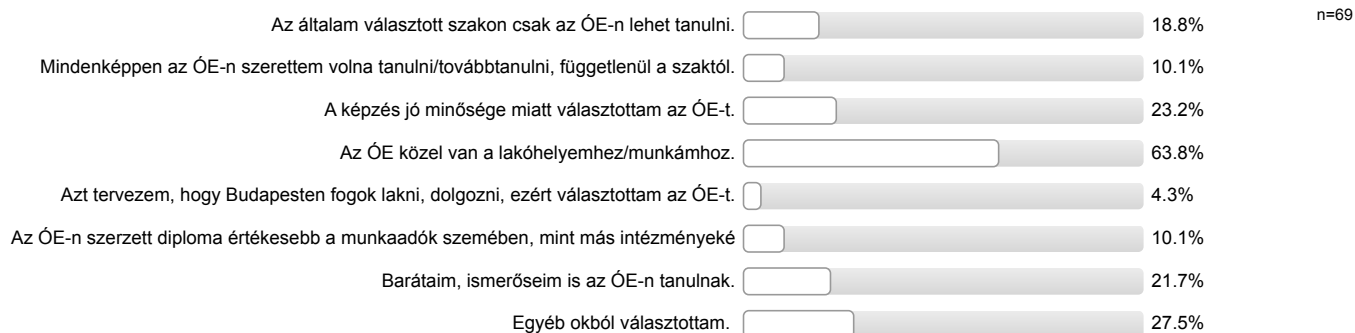 n=69
Az általam választott szakon csak az ÓE-n lehet tanulni. 18.8%
Mindenképpen az ÓE-n szerettem volna tanulni/továbbtanulni, függetlenül a szaktól. 10.1%
A képzés jó minősége miatt választottam az ÓE-t. 23.2%
Az ÓE közel van a lakóhelyemhez/munkámhoz. 63.8%
Azt tervezem, hogy Budapesten fogok lakni, dolgozni, ezért választottam az ÓE-t. 4.3%
Az ÓE-n szerzett diploma értékesebb a munkaadók szemében, mint más intézményeké 10.1%
Barátaim, ismerőseim is az ÓE-n tanulnak. 21.7%
Egyéb okból választottam. 27.5%